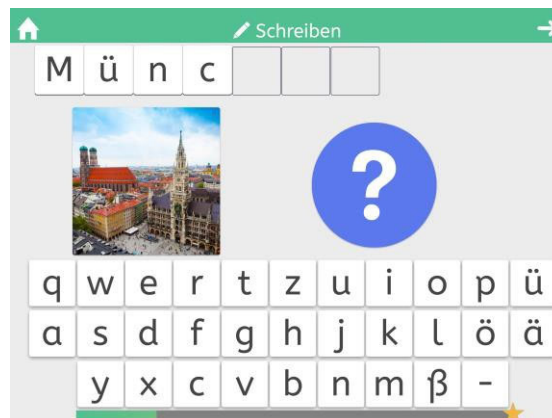 Schreiben
M ü n c
?
q w e r t z u i o p ü
a s d f g h j k l ö ä
y x c v b n m ß -